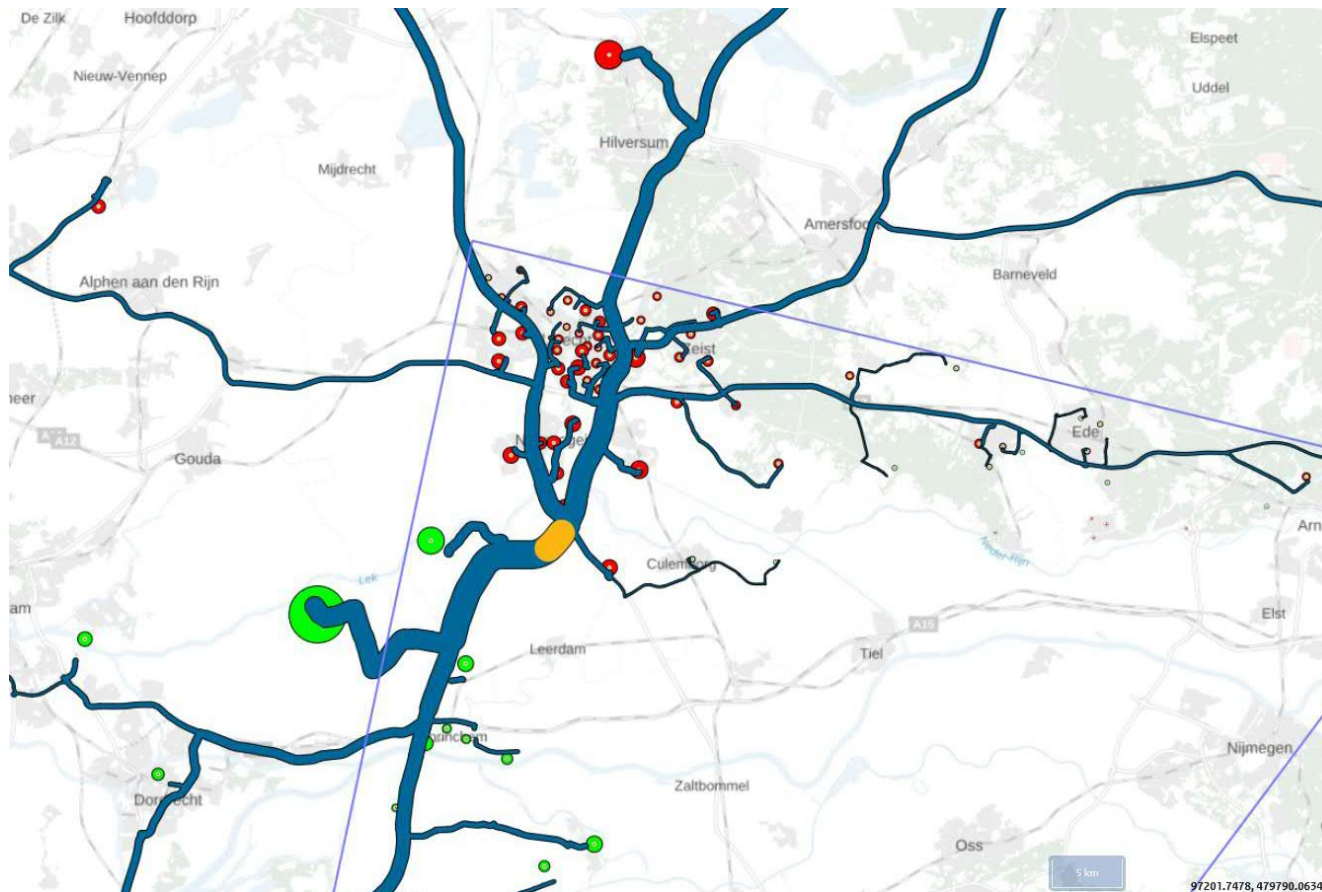 De Zilk
Hoofddorp
Elspeet
Nieuw-Vennep
Uddel
Hilversum
Mijdrecht
Amersfoort
Barneveld
Alphen aan den Rijn
Zeist
meer
A12
Gouda
Ede
Arn
Neder-Rijn
Culemborg
Lek
am
Elst
A15
Leerdam
Tiel
Nijmegen
Zaltbommel
Dordrecht
Oss
5 km
97201.7478, 479790.0634